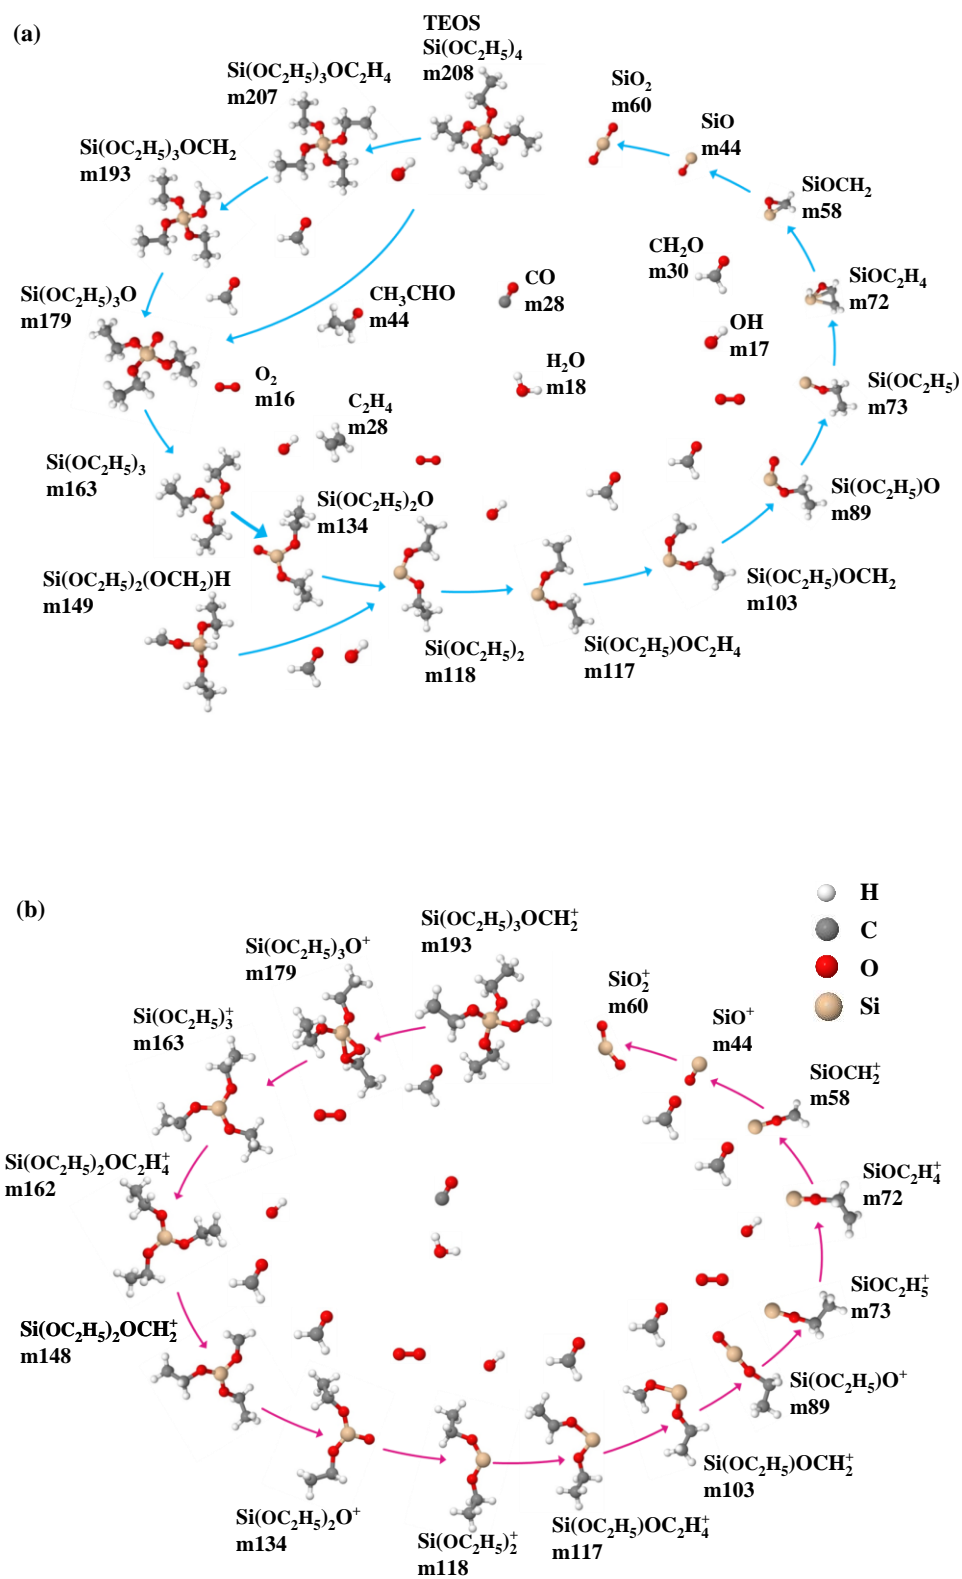 (a)
TEOS
Si(OC₂H₅)₄
m208
Si(OC₂H₅)₃OC₂H₄
m207
Si(OC₂H₅)₃OCH₂
m193
Si(OC₂H₅)₃O
m179
Si(OC₂H₅)₃
m163
Si(OC₂H₅)₂O
m134
Si(OC₂H₅)₂(OCH₂)H
m149
Si(OC₂H₅)₂
m118
Si(OC₂H₅)OC₂H₄
m117
Si(OC₂H₅)OCH₂
m103
Si(OC₂H₅)O
m89
Si(OC₂H₅)
m73
SiOC₂H₄
m72
SiOCH₂
m58
SiO
m44
SiO₂
m60
CH₂O
m30
CO
m28
CH₃CHO
m44
OH
m17
H₂O
m18
O₂
m16
C₂H₄
m28
(b)
H
C
O
Si
Si(OC₂H₅)₃OCH₂⁺
m193
Si(OC₂H₅)₃O⁺
m179
Si(OC₂H₅)₃⁺
m163
Si(OC₂H₅)₂OC₂H₄⁺
m162
Si(OC₂H₅)₂OCH₂⁺
m148
Si(OC₂H₅)₂O⁺
m134
Si(OC₂H₅)₂⁺
m118
Si(OC₂H₅)OC₂H₄⁺
m117
Si(OC₂H₅)OCH₂⁺
m103
Si(OC₂H₅)O⁺
m89
SiOC₂H₅⁺
m73
SiOC₂H₄⁺
m72
SiOCH₂⁺
m58
SiO⁺
m44
SiO₂⁺
m60